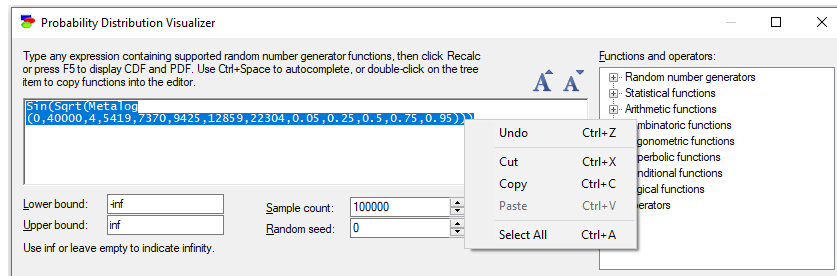 Probability Distribution Visualizer
Type any expression containing supported random number generator functions, then click Recalc
or press F5 to display CDF and PDF. Use Ctrl+Space to autocomplete, or double-click on the tree
item to copy functions into the editor.
A A
Functions and operators:
Random number generators
Statistical functions
Arithmetic functions
mbinatoric functions
gonometric functions
perbolic functions
nditional functions
gical functions
erators
Sin(Sqrt(Metalog
(0,40000,4,5419,7370,9425,12859,22304,0.05,0.25,0.5,0.75,0.95)))
Undo Ctrl+Z
Cut Ctrl+X
Copy Ctrl+C
Paste Ctrl+V
Select All Ctrl+A
Lower bound: -inf
Upper bound: inf
Use inf or leave empty to indicate infinity.
Sample count: 100000
Random seed: 0